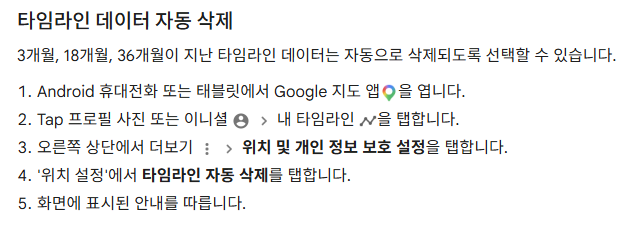 타임라인 데이터 자동 삭제
3개월, 18개월, 36개월이 지난 타임라인 데이터는 자동으로 삭제되도록 선택할 수 있습니다.
1. Android 휴대전화 또는 태블릿에서 Google 지도 앱을 엽니다.
2. Tap 프로필 사진 또는 이니셜 > 내 타임라인 을 탭합니다.
3. 오른쪽 상단에서 더보기 > 위치 및 개인 정보 보호 설정을 탭합니다.
4. '위치 설정'에서 타임라인 자동 삭제를 탭합니다.
5. 화면에 표시된 안내를 따릅니다.